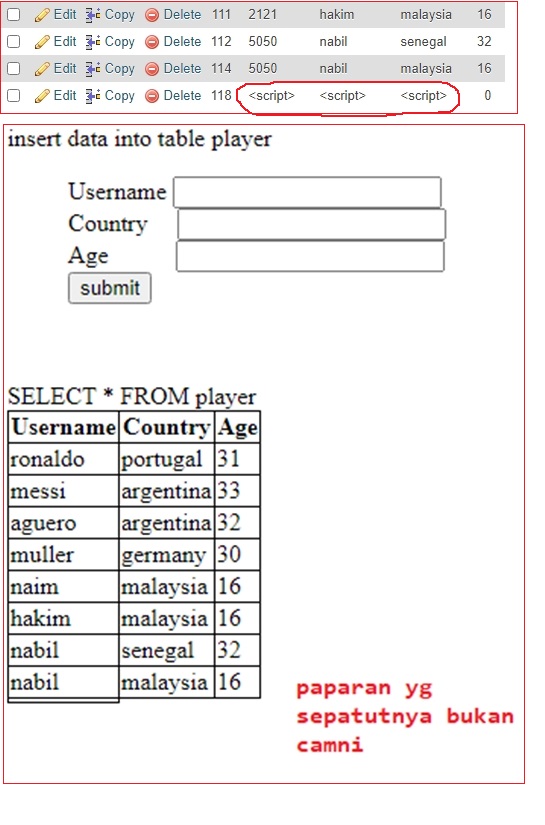 Edit Copy Delete 111 2121 hakim malaysia 16
Edit Copy Delete 112 5050 nabil senegal 32
Edit Copy Delete 114 5050 nabil malaysia 16
Edit Copy Delete 118 <script> <script> <script> 0
insert data into table player
Username
Country
Age
submit
SELECT * FROM player
Username Country Age
ronaldo portugal 31
messi argentina 33
aguero argentina 32
muller germany 30
naim malaysia 16
hakim malaysia 16
nabil senegal 32
nabil malaysia 16
paparan yg
sepatutnya bukan
camni